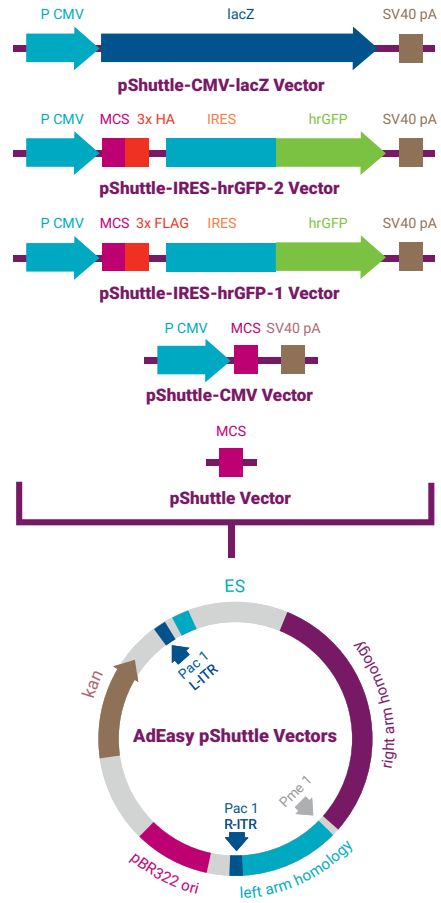 P CMV lacZ SV40 pA
pShuttle-CMV-lacZ Vector
P CMV MCS 3x HA IRES hrGFP SV40 pA
pShuttle-IRES-hrGFP-2 Vector
P CMV MCS 3x FLAG IRES hrGFP SV40 pA
pShuttle-IRES-hrGFP-1 Vector
P CMV MCS SV40 pA
pShuttle-CMV Vector
MCS
pShuttle Vector
ES
Pac 1
L-ITR
kan
right arm homology
AdEasy pShuttle Vectors
Pme 1
Pac 1
R-ITR
pBR322 ori
left arm homology